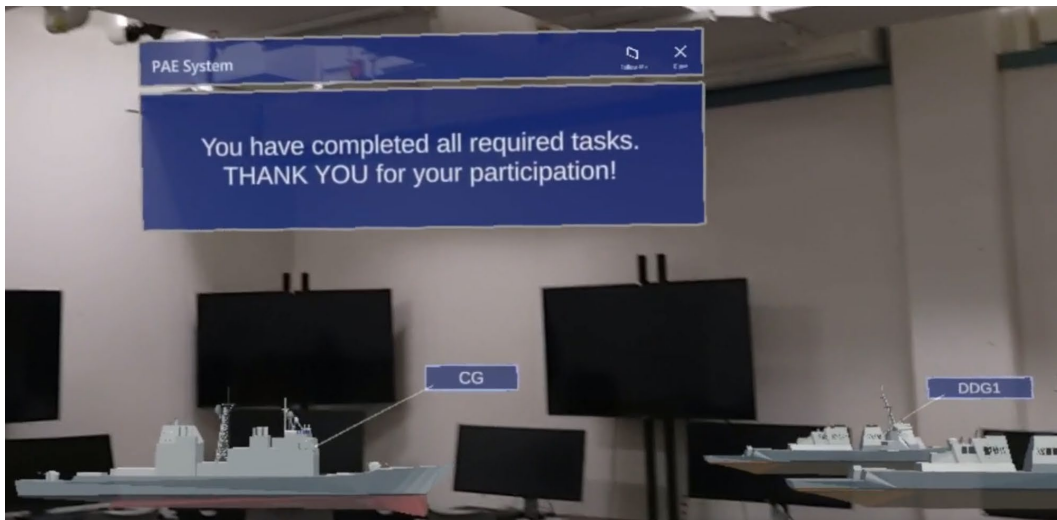 PAE System
You have completed all required tasks.
THANK YOU for your participation!
CG
DDG1